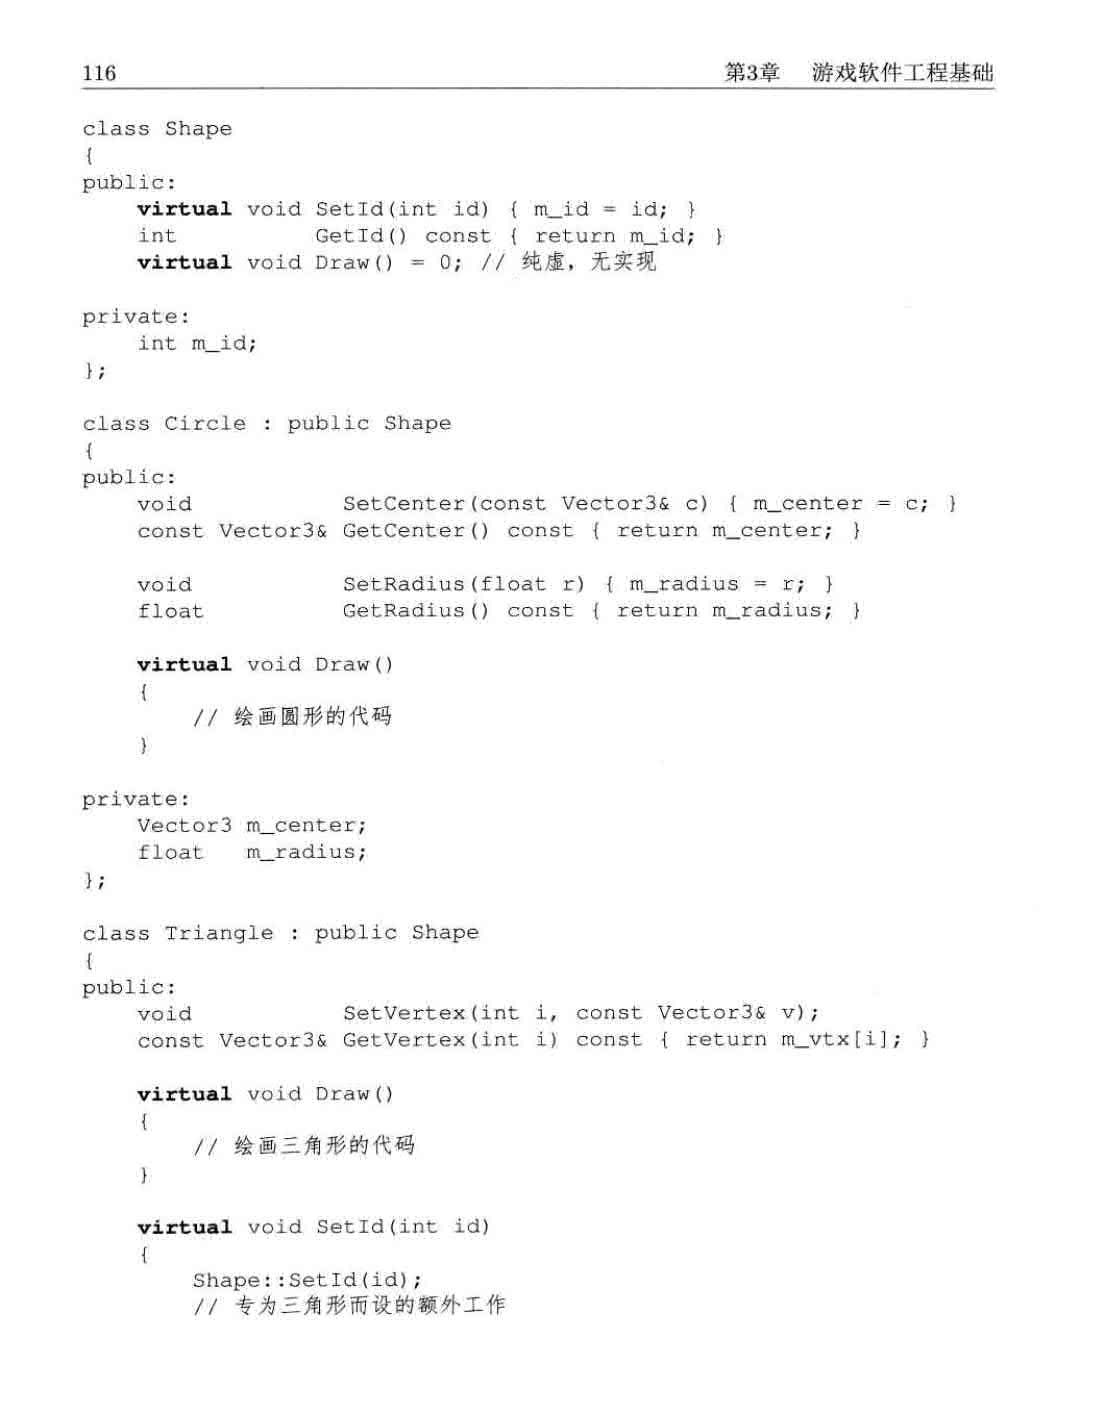 116 第3章 游戏软件工程基础
class Shape
{
public:
    virtual void SetId(int id) { m_id = id; }
    int          GetId() const { return m_id; }
    virtual void Draw() = 0; // 纯虚，无实现

private:
    int m_id;
};

class Circle : public Shape
{
public:
    void           SetCenter(const Vector3& c) { m_center = c; }
    const Vector3& GetCenter() const { return m_center; }

    void           SetRadius(float r) { m_radius = r; }
    float          GetRadius() const { return m_radius; }

    virtual void Draw()
    {
        // 绘画圆形的代码
    }

private:
    Vector3 m_center;
    float   m_radius;
};

class Triangle : public Shape
{
public:
    void           SetVertex(int i, const Vector3& v);
    const Vector3& GetVertex(int i) const { return m_vtx[i]; }

    virtual void Draw()
    {
        // 绘画三角形的代码
    }

    virtual void SetId(int id)
    {
        Shape::SetId(id);
        // 专为三角形而设的额外工作